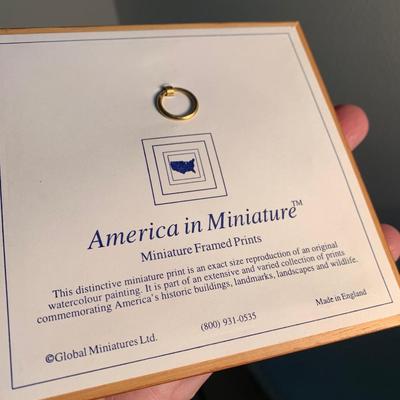 America in Miniature™
Miniature Framed Prints
This distinctive miniature print is an exact size reproduction of an original
watercolour painting. It is part of an extensive and varied collection of prints
commemorating America's historic buildings, landmarks, landscapes and wildlife.
©Global Miniatures Ltd.
(800) 931-0535
Made in England